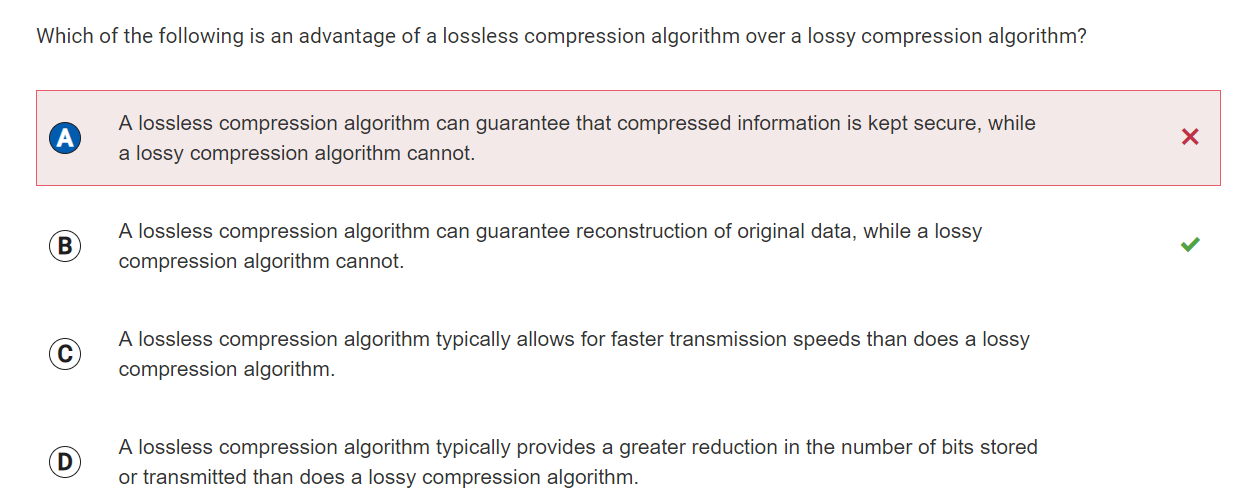 Which of the following is an advantage of a lossless compression algorithm over a lossy compression algorithm?
A
A lossless compression algorithm can guarantee that compressed information is kept secure, while
a lossy compression algorithm cannot.
B
A lossless compression algorithm can guarantee reconstruction of original data, while a lossy
compression algorithm cannot.
C
A lossless compression algorithm typically allows for faster transmission speeds than does a lossy
compression algorithm.
D
A lossless compression algorithm typically provides a greater reduction in the number of bits stored
or transmitted than does a lossy compression algorithm.